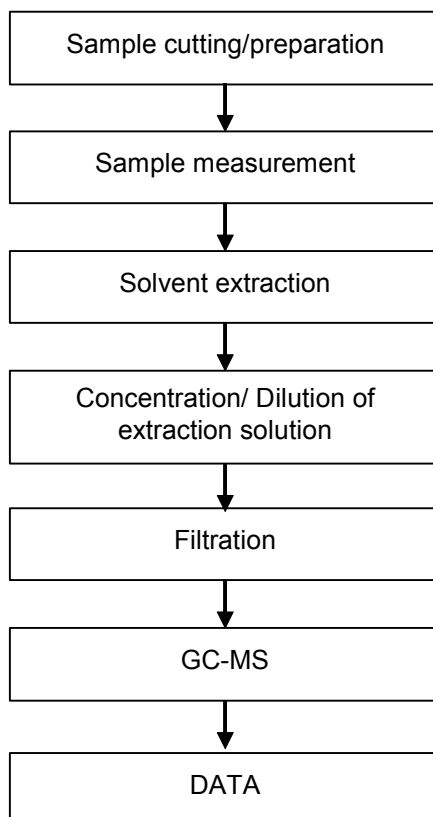 Sample cutting/preparation
Sample measurement
Solvent extraction
Concentration/ Dilution of
extraction solution
Filtration
GC-MS
DATA